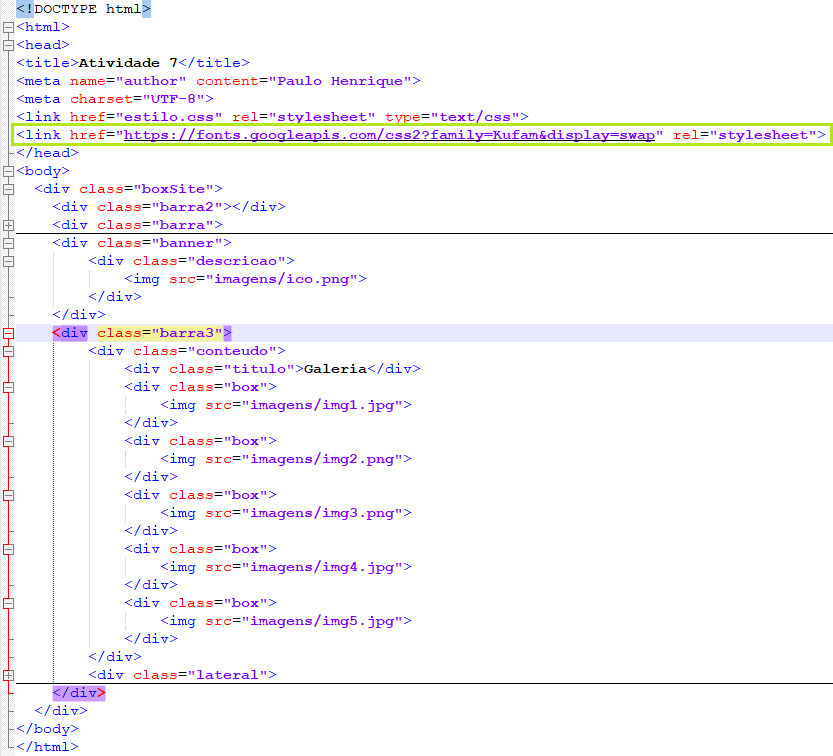 <!DOCTYPE html>
<html>
<head>
<title>Atividade 7</title>
<meta name="author" content="Paulo Henrique">
<meta charset="UTF-8">
<link href="estilo.css" rel="stylesheet" type="text/css">
<link href="https://fonts.googleapis.com/css2?family=Kufam&display=swap" rel="stylesheet">
</head>
<body>
  <div class="boxSite">
    <div class="barra2"></div>
    <div class="barra">
    <div class="banner">
        <div class="descricao">
            <img src="imagens/ico.png">
        </div>
    </div>
    <div class="barra3">
        <div class="conteudo">
            <div class="titulo">Galeria</div>
            <div class="box">
                <img src="imagens/img1.jpg">
            </div>
            <div class="box">
                <img src="imagens/img2.png">
            </div>
            <div class="box">
                <img src="imagens/img3.png">
            </div>
            <div class="box">
                <img src="imagens/img4.jpg">
            </div>
            <div class="box">
                <img src="imagens/img5.jpg">
            </div>
        </div>
        <div class="lateral">
    </div>
  </div>
</body>
</html>